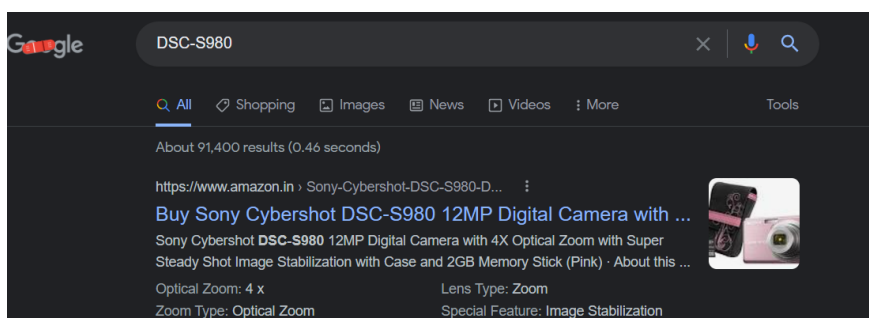 Google
DSC-S980
All Shopping Images News Videos More Tools
About 91,400 results (0.46 seconds)
https://www.amazon.in › Sony-Cybershot-DSC-S980-D...
Buy Sony Cybershot DSC-S980 12MP Digital Camera with ...
Sony Cybershot DSC-S980 12MP Digital Camera with 4X Optical Zoom with Super
Steady Shot Image Stabilization with Case and 2GB Memory Stick (Pink) · About this ...
Optical Zoom: 4 x Lens Type: Zoom
Zoom Type: Optical Zoom Special Feature: Image Stabilization